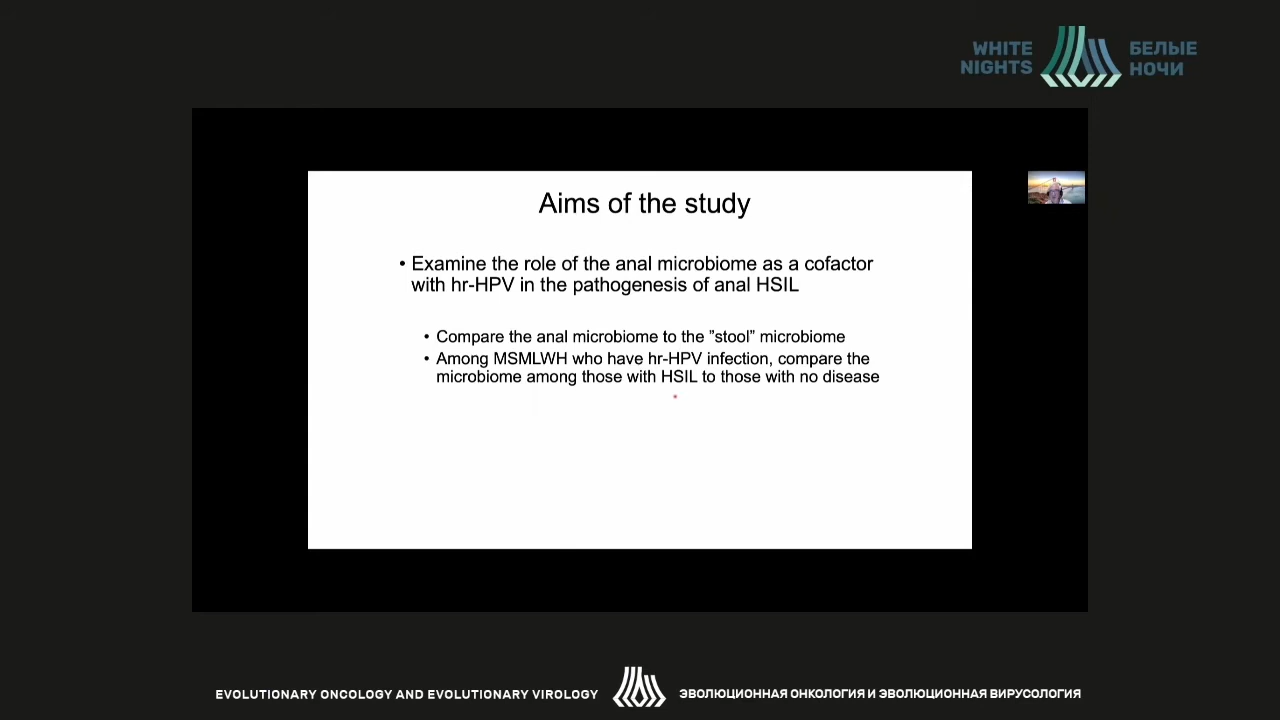 WHITE
NIGHTS
БЕЛЫЕ
НОЧИ
Aims of the study
• Examine the role of the anal microbiome as a cofactor
with hr-HPV in the pathogenesis of anal HSIL
• Compare the anal microbiome to the ”stool” microbiome
• Among MSMLWH who have hr-HPV infection, compare the
microbiome among those with HSIL to those with no disease
EVOLUTIONARY ONCOLOGY AND EVOLUTIONARY VIROLOGY
ЭВОЛЮЦИОННАЯ ОНКОЛОГИЯ И ЭВОЛЮЦИОННАЯ ВИРУСОЛОГИЯ